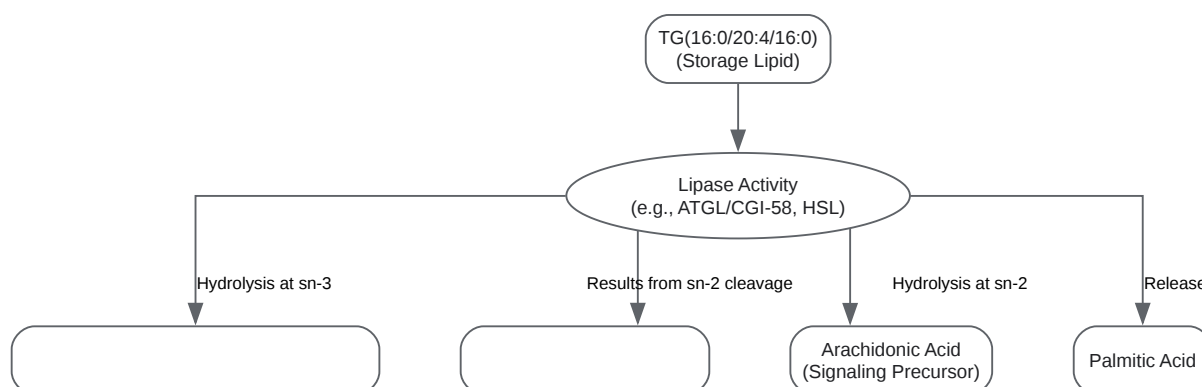 TG(16:0/20:4/16:0)
(Storage Lipid)
Lipase Activity
(e.g., ATGL/CGI-58, HSL)
Hydrolysis at sn-3
Results from sn-2 cleavage
Hydrolysis at sn-2
Release
Arachidonic Acid
(Signaling Precursor)
Palmitic Acid